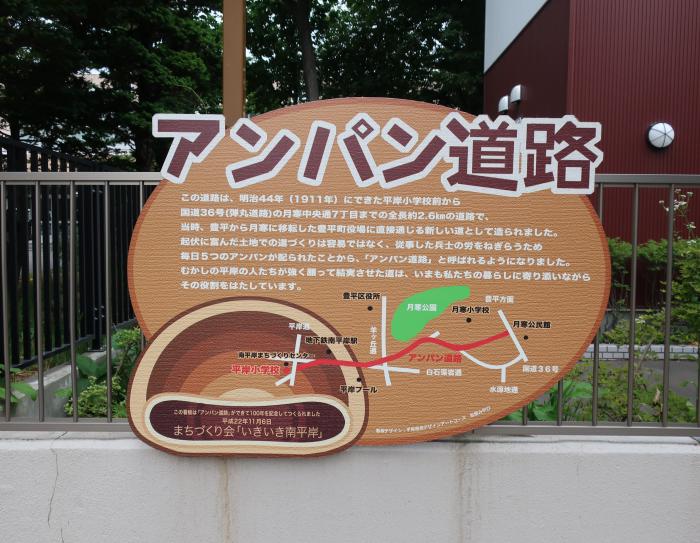 アンパン道路
この道路は、明治44年（1911年）にできた平岸小学校前から
国道36号（弾丸道路）の月寒中央通7丁目までの全長約2.6kmの道路で、
当時、豊平から月寒に移転した豊平町役場に直接通じる新しい道として造られました。
起伏に富んだ土地での道づくりは容易ではなく、従事した兵士の労をねぎらうため
毎日5つのアンパンが配られたことから、「アンパン道路」と呼ばれるようになりました。
むかしの平岸の人たちが強く願って結実させた道は、いまも私たちの暮らしに寄り添いながら
その役割をはたしています。
豊平区役所
月寒公園
豊平方面
月寒小学校
月寒公民館
平岸通
羊ヶ丘通
地下鉄南平岸駅
南平岸まちづくりセンター
アンパン道路
平岸小学校
白石藻岩通
国道36号
平岸プール
水源地通
この看板は「アンパン道路」ができて100年を記念してつくられました
平成22年11月6日
まちづくり会「いきいき南平岸」